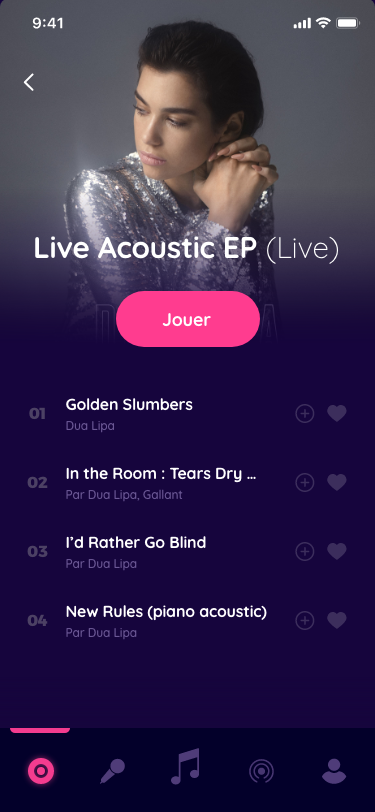 9:41
Live Acoustic EP (Live)
Jouer
01 Golden Slumbers
Dua Lipa
02 In the Room : Tears Dry ...
Par Dua Lipa, Gallant
03 I'd Rather Go Blind
Par Dua Lipa
04 New Rules (piano acoustic)
Par Dua Lipa